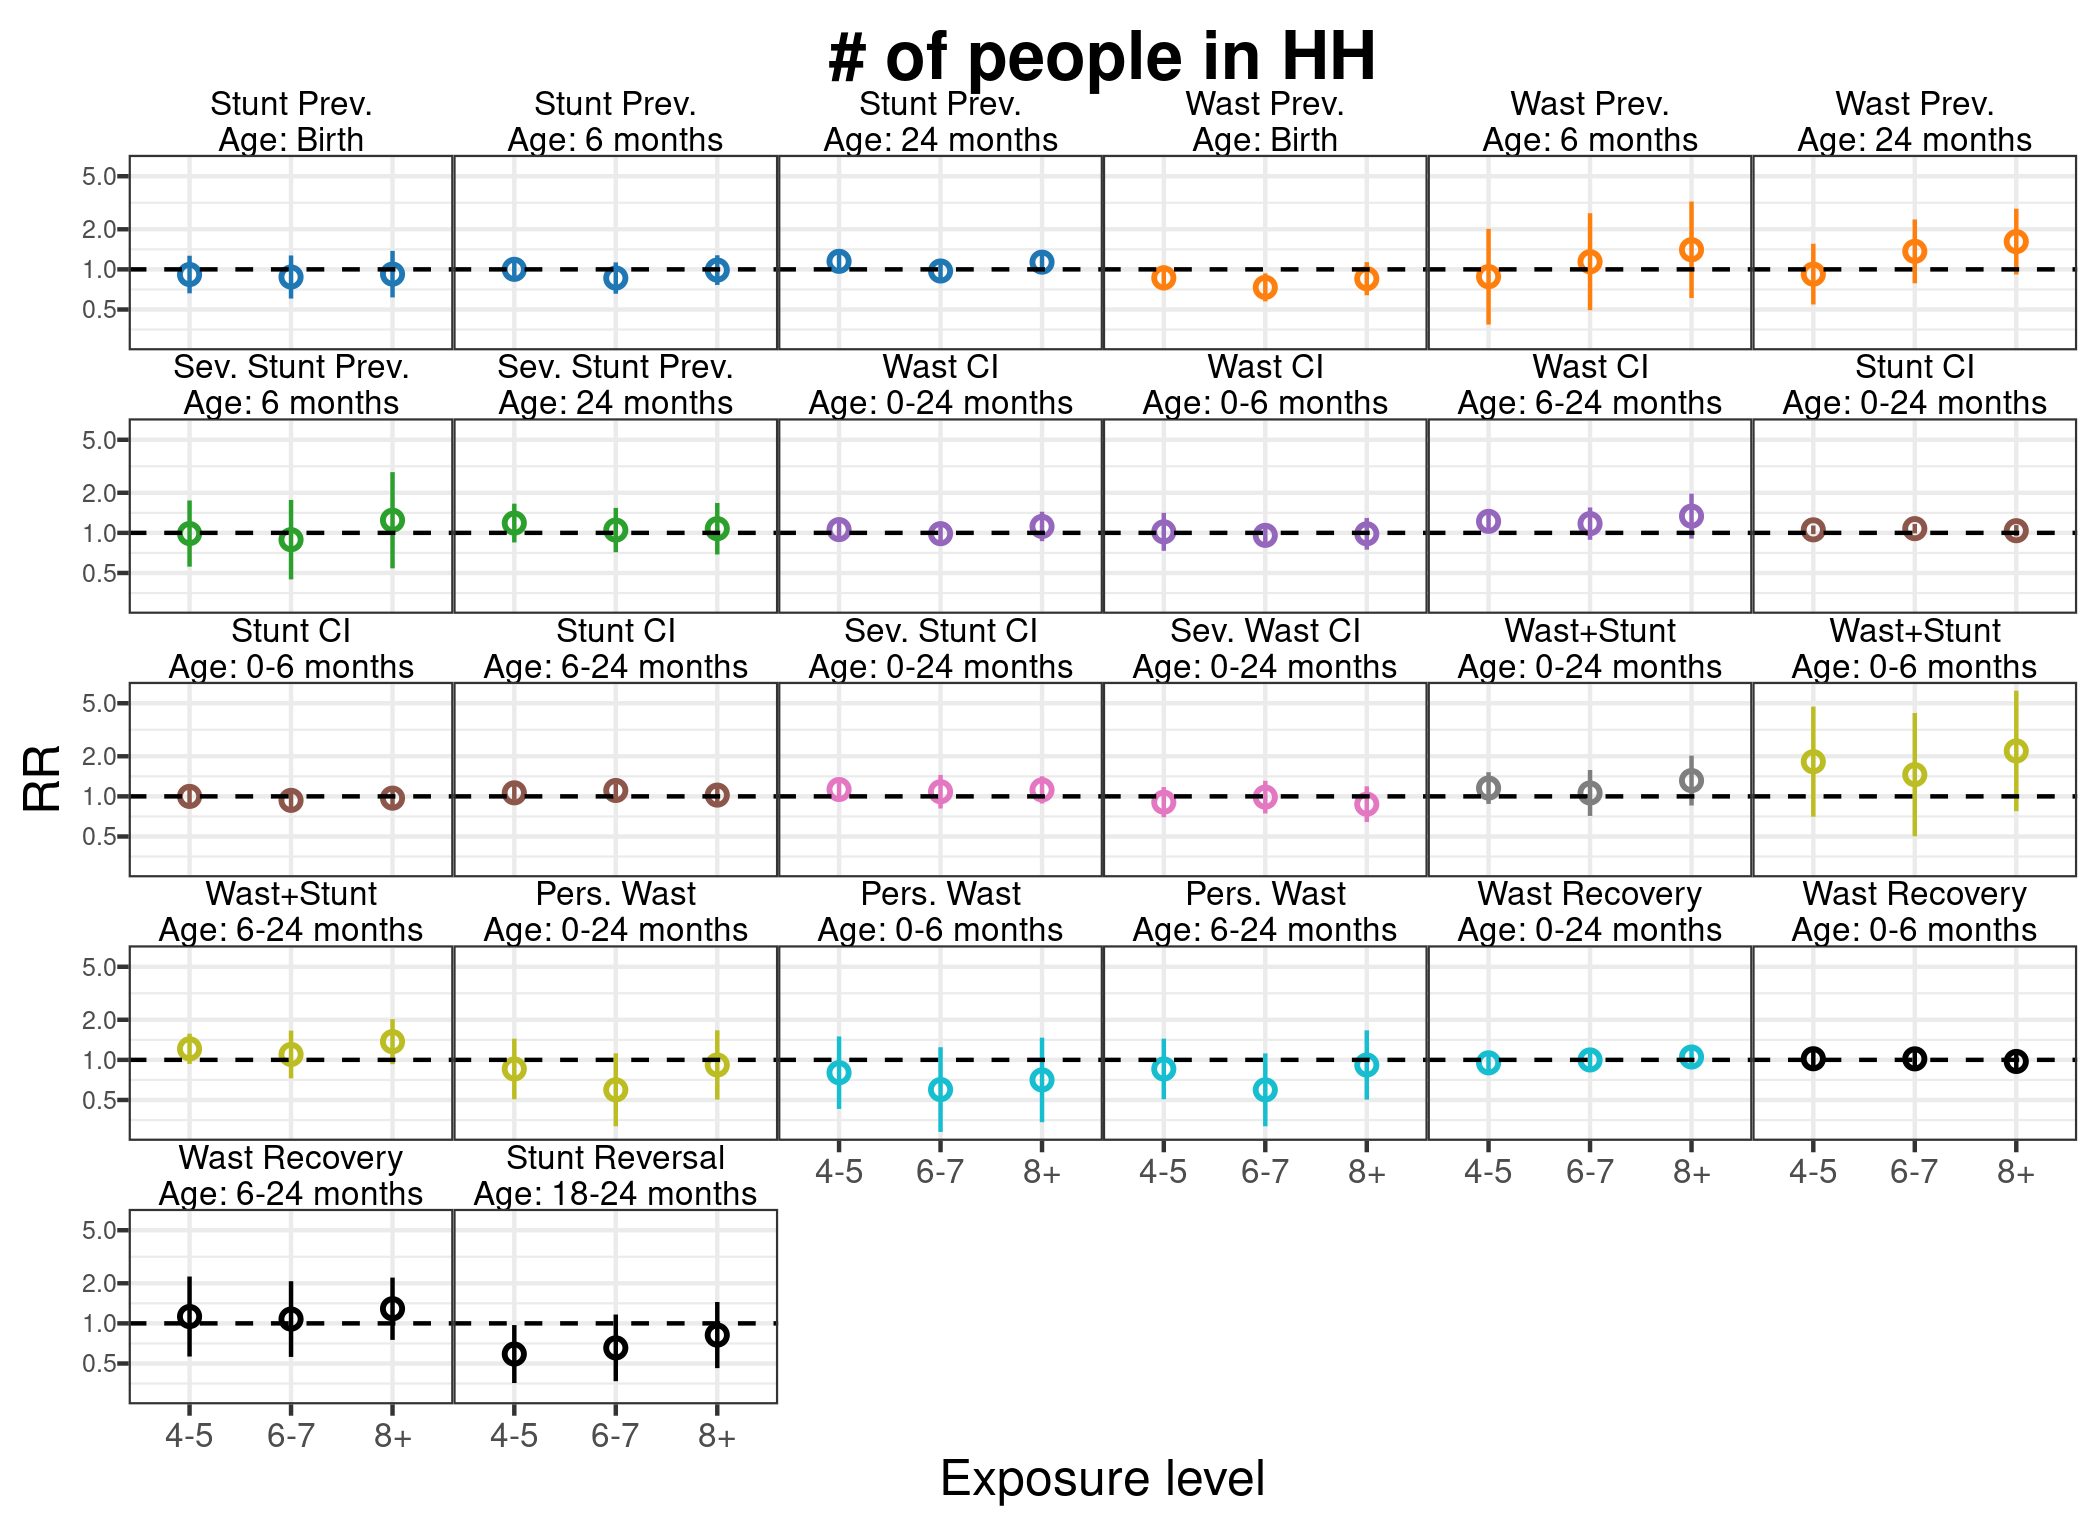 # of people in HH
Stunt Prev.
Age: Birth
Stunt Prev.
Age: 6 months
Stunt Prev.
Age: 24 months
Wast Prev.
Age: Birth
Wast Prev.
Age: 6 months
Wast Prev.
Age: 24 months
5.0
2.0
1.0
0.5
Sev. Stunt Prev.
Age: 6 months
Sev. Stunt Prev.
Age: 24 months
Wast CI
Age: 0-24 months
Wast CI
Age: 0-6 months
Wast CI
Age: 6-24 months
Stunt CI
Age: 0-24 months
5.0
2.0
1.0
0.5
Stunt CI
Age: 0-6 months
Stunt CI
Age: 6-24 months
Sev. Stunt CI
Age: 0-24 months
Sev. Wast CI
Age: 0-24 months
Wast+Stunt
Age: 0-24 months
Wast+Stunt
Age: 0-6 months
5.0
2.0
1.0
0.5
RR
Wast+Stunt
Age: 6-24 months
Pers. Wast
Age: 0-24 months
Pers. Wast
Age: 0-6 months
Pers. Wast
Age: 6-24 months
Wast Recovery
Age: 0-24 months
Wast Recovery
Age: 0-6 months
5.0
2.0
1.0
0.5
4-5 6-7 8+
4-5 6-7 8+
4-5 6-7 8+
4-5 6-7 8+
Wast Recovery
Age: 6-24 months
Stunt Reversal
Age: 18-24 months
5.0
2.0
1.0
0.5
4-5 6-7 8+
4-5 6-7 8+
Exposure level